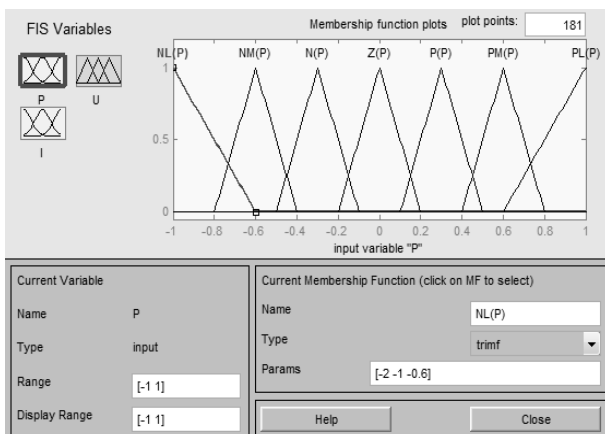 FIS Variables
P
U
I
Membership function plots
plot points:
181
NL(P) NM(P) N(P) Z(P) P(P) PM(P) PL(P)
1
0.5
0
-1 -0.8 -0.6 -0.4 -0.2 0 0.2 0.4 0.6 0.8 1
input variable "P"
Current Variable
Name P
Type input
Range [-1 1]
Display Range [-1 1]
Current Membership Function (click on MF to select)
Name NL(P)
Type trimf
Params [-2 -1 -0.6]
Help Close